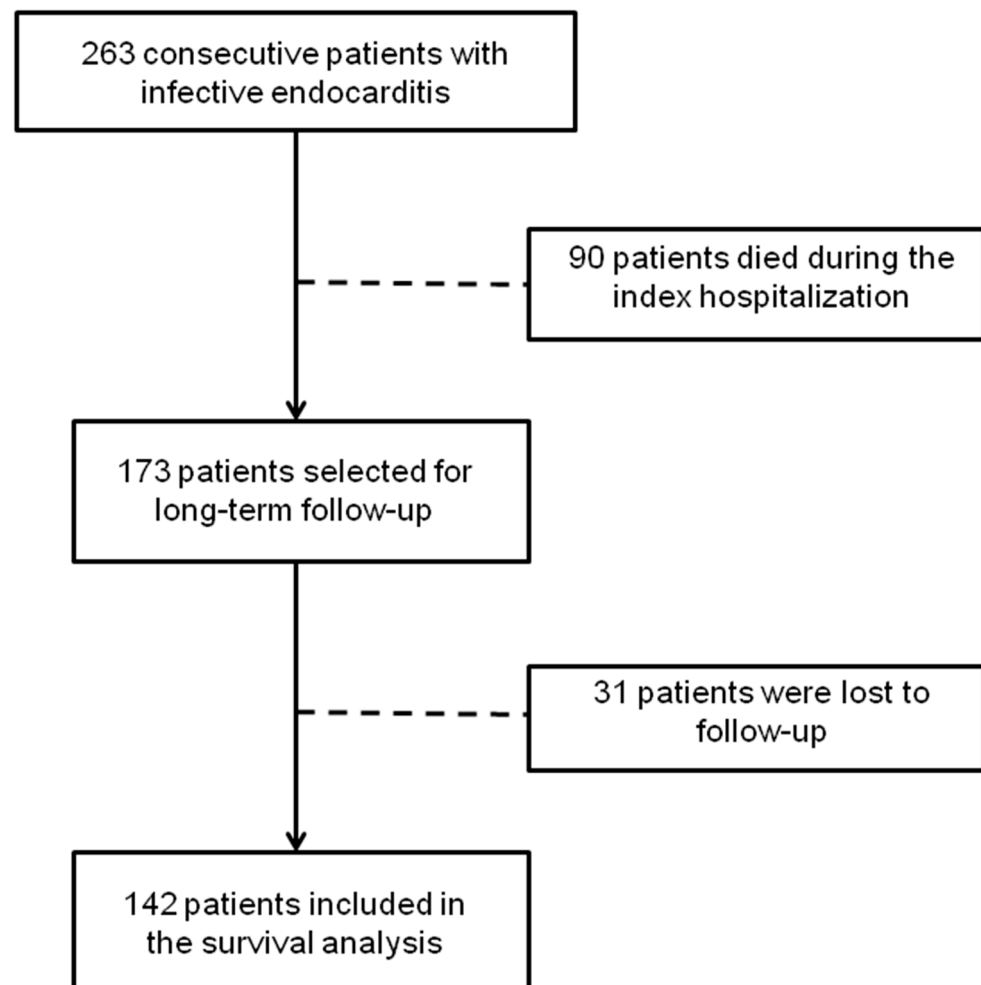 263 consecutive patients with
infective endocarditis
90 patients died during the
index hospitalization
173 patients selected for
long-term follow-up
31 patients were lost to
follow-up
142 patients included in
the survival analysis